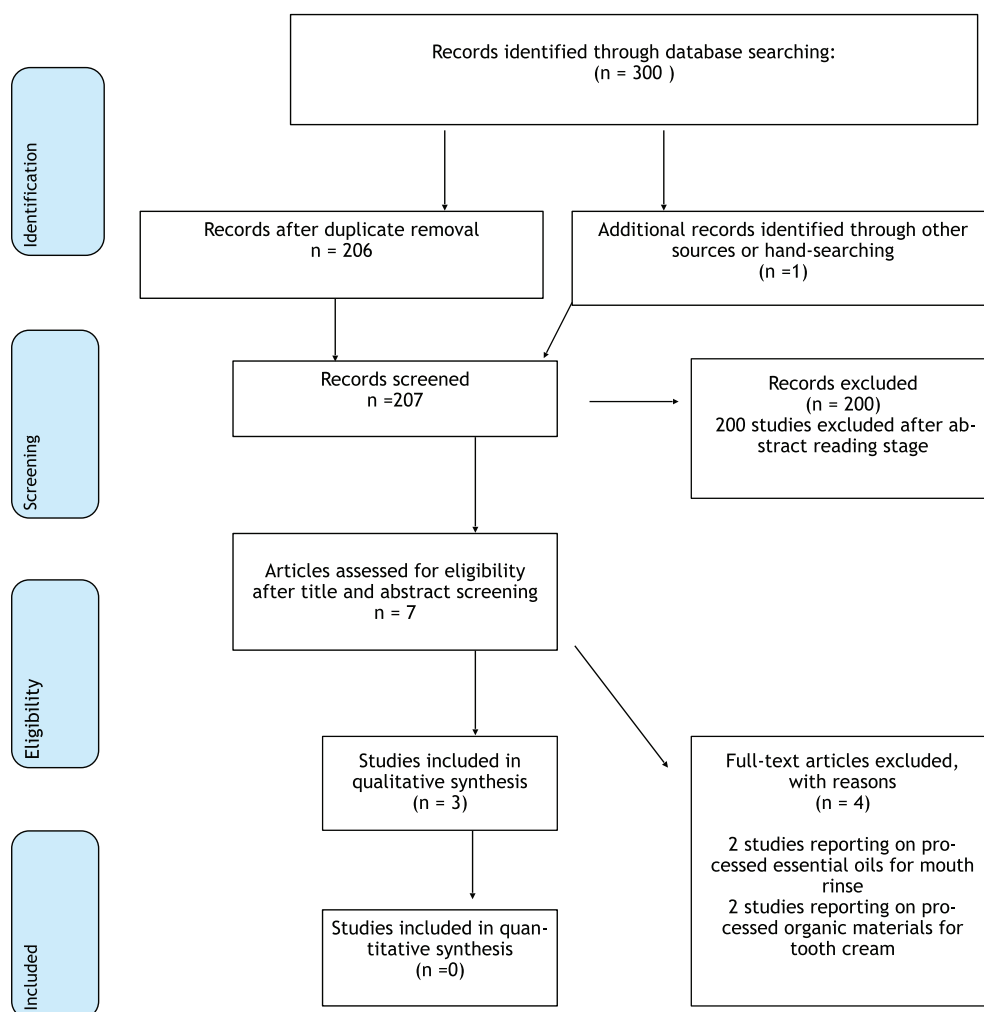 Records identified through database searching:
(n = 300 )
Identification
Records after duplicate removal
n = 206
Additional records identified through other
sources or hand-searching
(n =1)
Records screened
n =207
Records excluded
(n = 200)
200 studies excluded after ab-
stract reading stage
Screening
Articles assessed for eligibility
after title and abstract screening
n = 7
Eligibility
Studies included in
qualitative synthesis
(n = 3)
Full-text articles excluded,
with reasons
(n = 4)
2 studies reporting on pro-
cessed essential oils for mouth
rinse
2 studies reporting on pro-
cessed organic materials for
tooth cream
Included
Studies included in quan-
titative synthesis
(n =0)